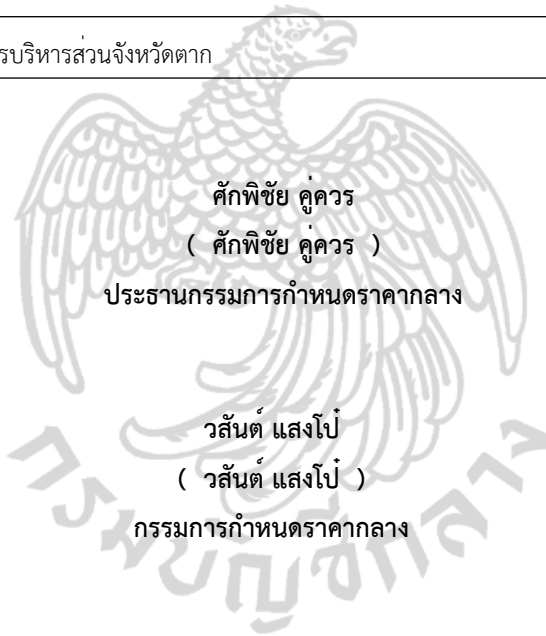 รบริหารส่วนจังหวัดตาก
ศักพิชัย คู่ควร
( ศักพิชัย คู่ควร )
ประธานกรรมการกำหนดราคากลาง
วสันต์ แสงโป๋
( วสันต์ แสงโป๋ )
กรรมการกำหนดราคากลาง
กรมบัญชีกลาง